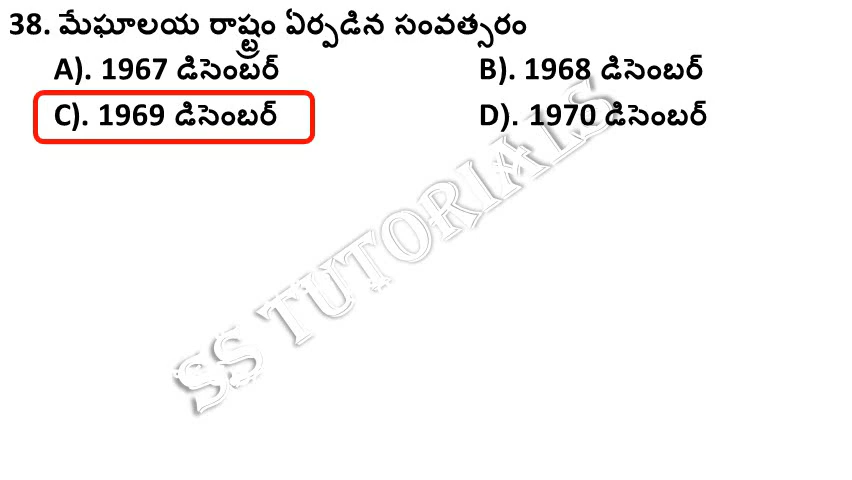 38. మేఘాలయ రాష్ట్రం ఏర్పడిన సంవత్సరం
A). 1967 డిసెంబర్ B). 1968 డిసెంబర్
C). 1969 డిసెంబర్ D). 1970 డిసెంబర్
SS TUTORIALS